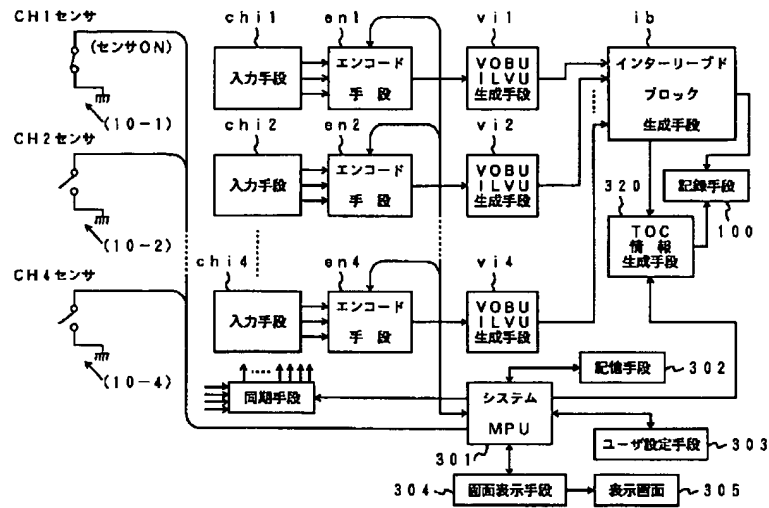 CH1センサ
(センサON)
(10-1)
CH2センサ
(10-2)
CH4センサ
(10-4)
chi1
入力手段
en1
エンコード
手段
vi1
VOBU
ILVU
生成手段
ib
インターリーブド
ブロック
生成手段
chi2
入力手段
en2
エンコード
手段
vi2
VOBU
ILVU
生成手段
320
TOC
情報
生成手段
記録手段
100
chi4
入力手段
en4
エンコード
手段
vi4
VOBU
ILVU
生成手段
同期手段
システム
MPU
301
記憶手段
302
ユーザ設定手段
303
304
画面表示手段
表示画面
305